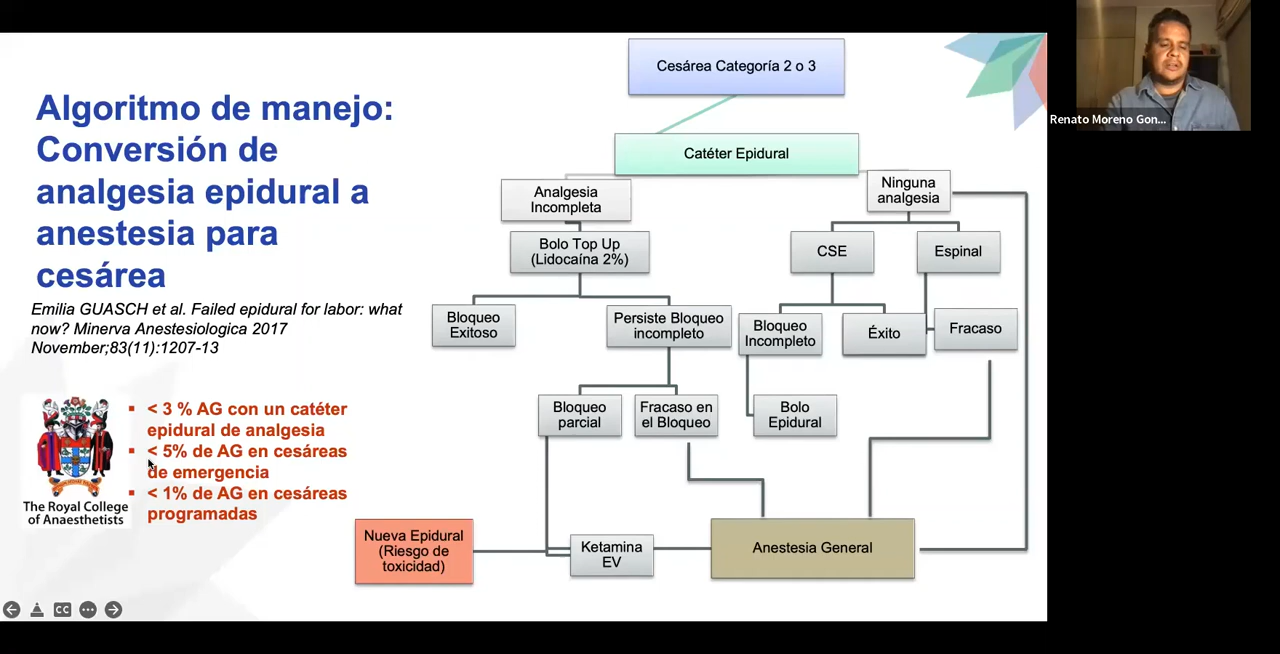 Algoritmo de manejo:
Conversión de
analgesia epidural a
anestesia para
cesárea
Emilia GUASCH et al. Failed epidural for labor: what
now? Minerva Anestesiologica 2017
November;83(11):1207-13
The Royal College
of Anaesthetists
▪ < 3 % AG con un catéter
epidural de analgesia
▪ < 5% de AG en cesáreas
de emergencia
▪ < 1% de AG en cesáreas
programadas
Cesárea Categoría 2 o 3
Catéter Epidural
Analgesia
Incompleta
Ninguna
analgesia
Bolo Top Up
(Lidocaína 2%)
CSE
Espinal
Bloqueo
Exitoso
Persiste Bloqueo
incompleto
Bloqueo
Incompleto
Éxito
Fracaso
Bloqueo
parcial
Fracaso en
el Bloqueo
Bolo
Epidural
Nueva Epidural
(Riesgo de
toxicidad)
Ketamina
EV
Anestesia General
CC
Renato Moreno Gon...